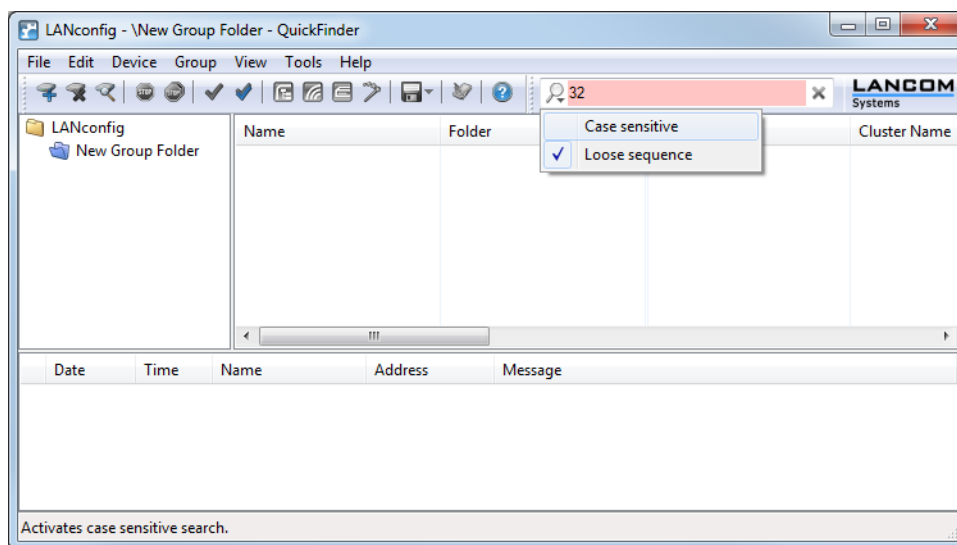 LANconfig - \New Group Folder - QuickFinder
File Edit Device Group View Tools Help
32
LANCOM
Systems
LANconfig
New Group Folder
Name Folder Cluster Name
Case sensitive
Loose sequence
Date Time Name Address Message
Activates case sensitive search.